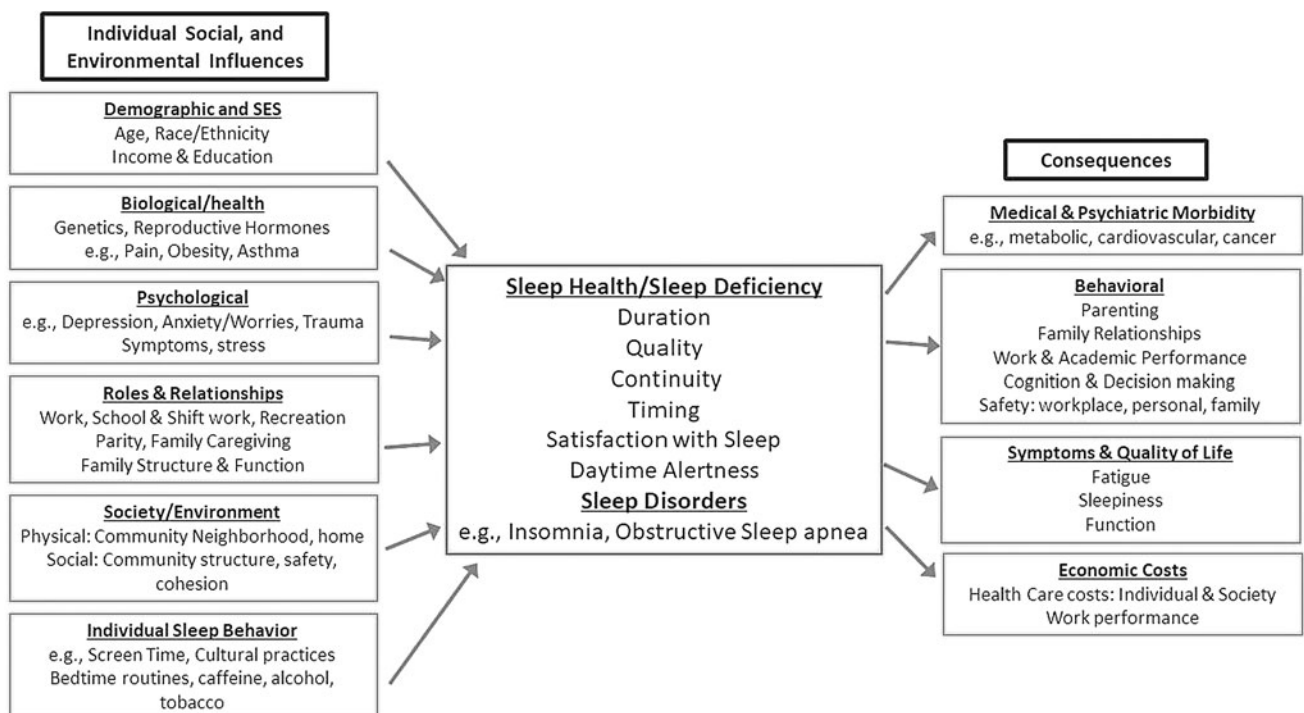 Individual Social, and
Environmental Influences
Demographic and SES
Age, Race/Ethnicity
Income & Education
Biological/health
Genetics, Reproductive Hormones
e.g., Pain, Obesity, Asthma
Psychological
e.g., Depression, Anxiety/Worries, Trauma
Symptoms, stress
Roles & Relationships
Work, School & Shift work, Recreation
Parity, Family Caregiving
Family Structure & Function
Society/Environment
Physical: Community Neighborhood, home
Social: Community structure, safety,
cohesion
Individual Sleep Behavior
e.g., Screen Time, Cultural practices
Bedtime routines, caffeine, alcohol,
tobacco
Sleep Health/Sleep Deficiency
Duration
Quality
Continuity
Timing
Satisfaction with Sleep
Daytime Alertness
Sleep Disorders
e.g., Insomnia, Obstructive Sleep apnea
Consequences
Medical & Psychiatric Morbidity
e.g., metabolic, cardiovascular, cancer
Behavioral
Parenting
Family Relationships
Work & Academic Performance
Cognition & Decision making
Safety: workplace, personal, family
Symptoms & Quality of Life
Fatigue
Sleepiness
Function
Economic Costs
Health Care costs: Individual & Society
Work performance